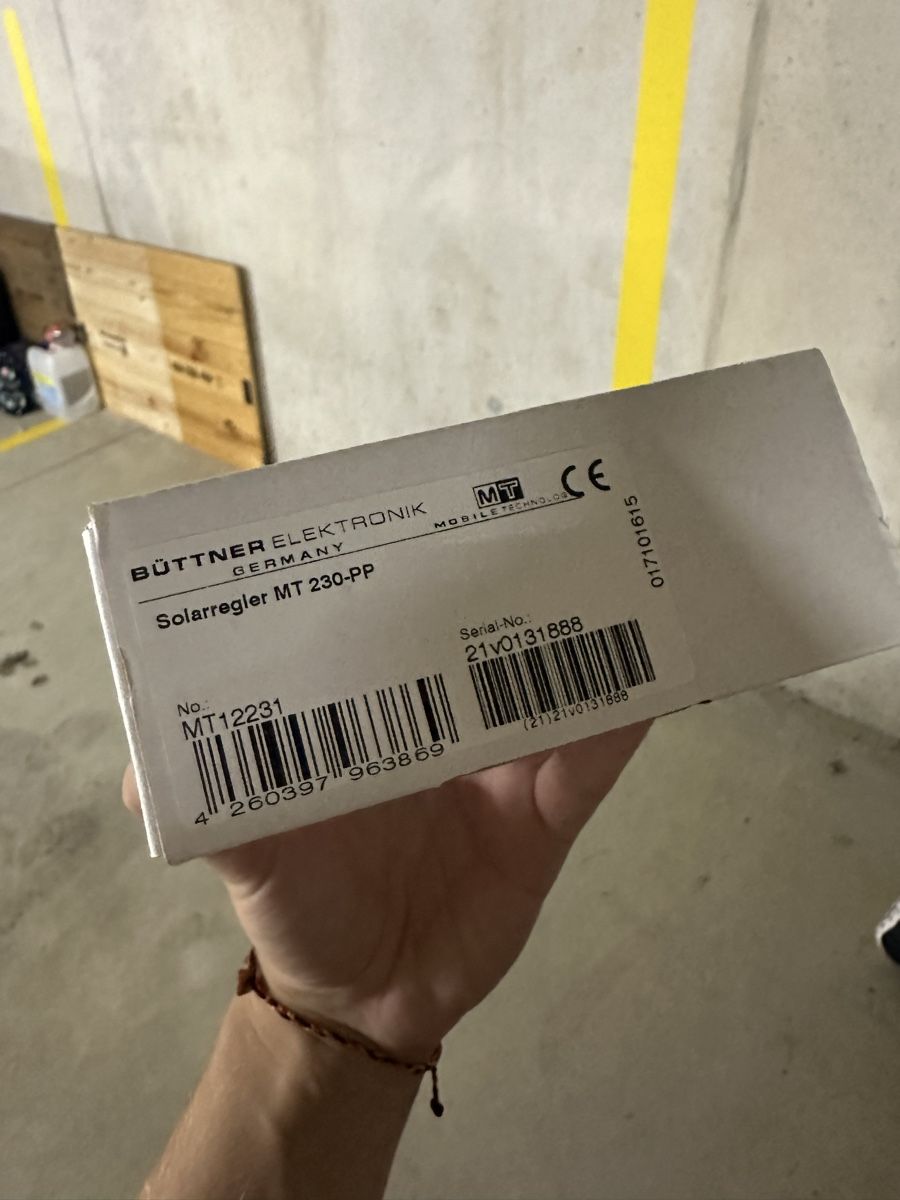 BÜTTNER ELEKTRONIK
GERMANY
MT
MOBILE TECHNOLOG
CE
Solarregler MT 230-PP
017101615
No.:
MT12231
4 260397 963869
Serial-No.:
21v0131888
(21)21v0131888